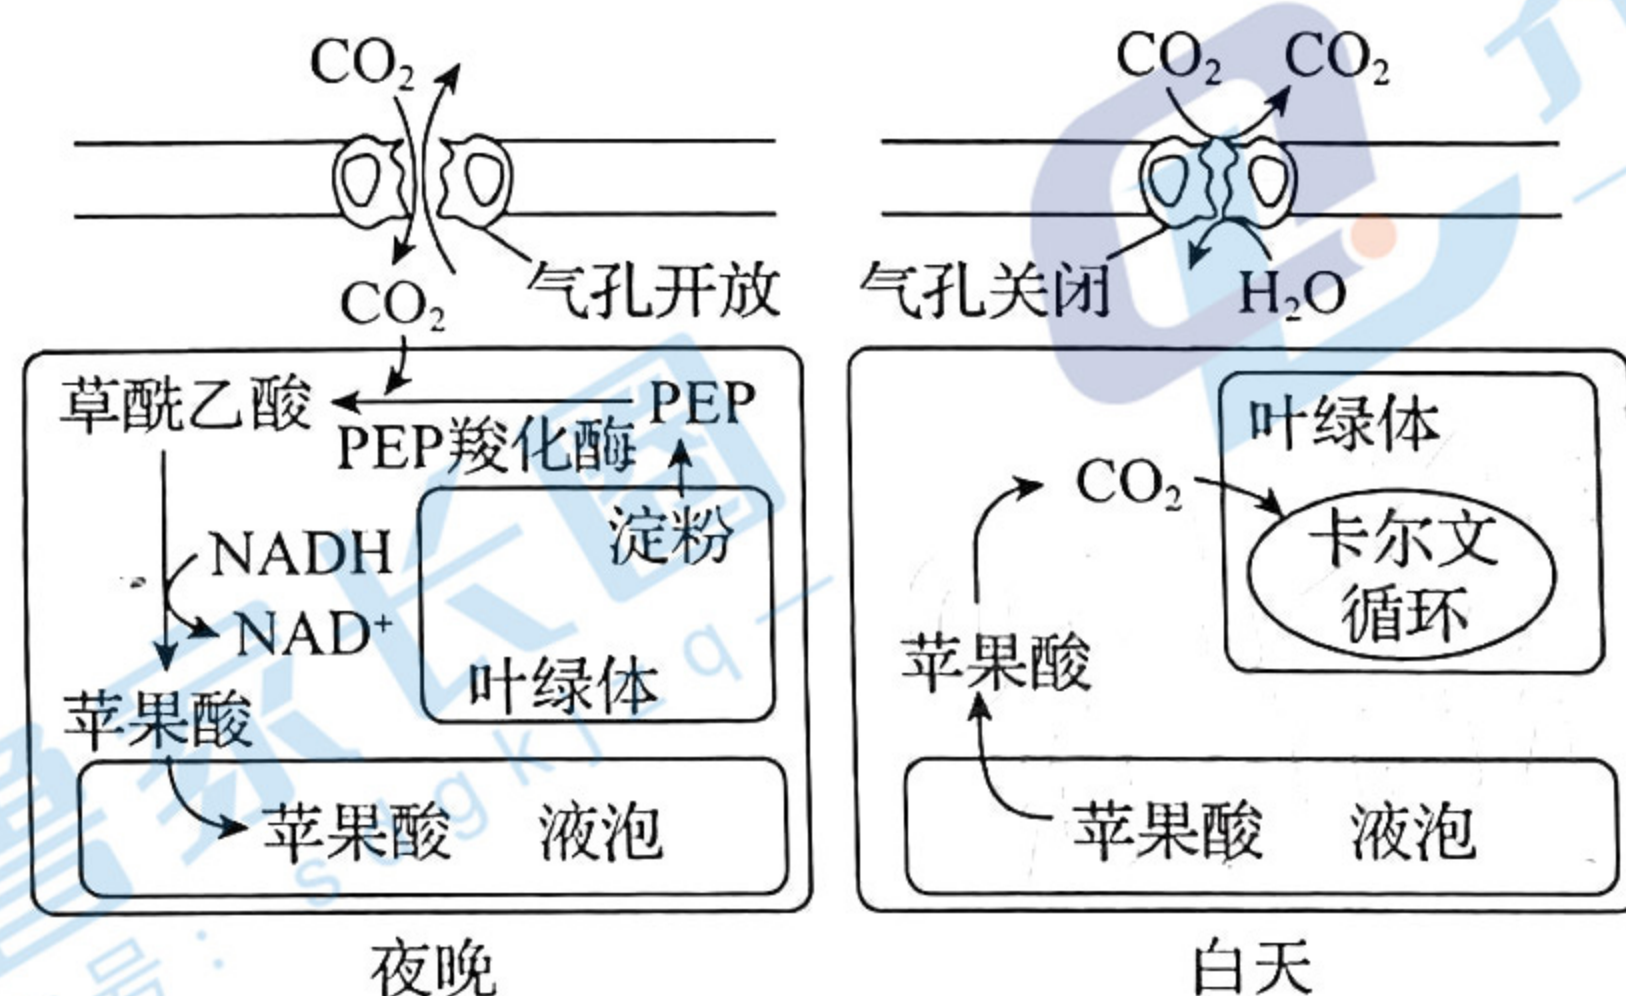 CO₂
CO₂ CO₂
气孔开放
CO₂
气孔关闭
H₂O
草酰乙酸
PEP
PEP羧化酶
淀粉
NADH
NAD⁺
叶绿体
苹果酸
苹果酸 液泡
夜晚
叶绿体
CO₂
卡尔文
循环
苹果酸
苹果酸 液泡
白天
sdgkjzq
号: